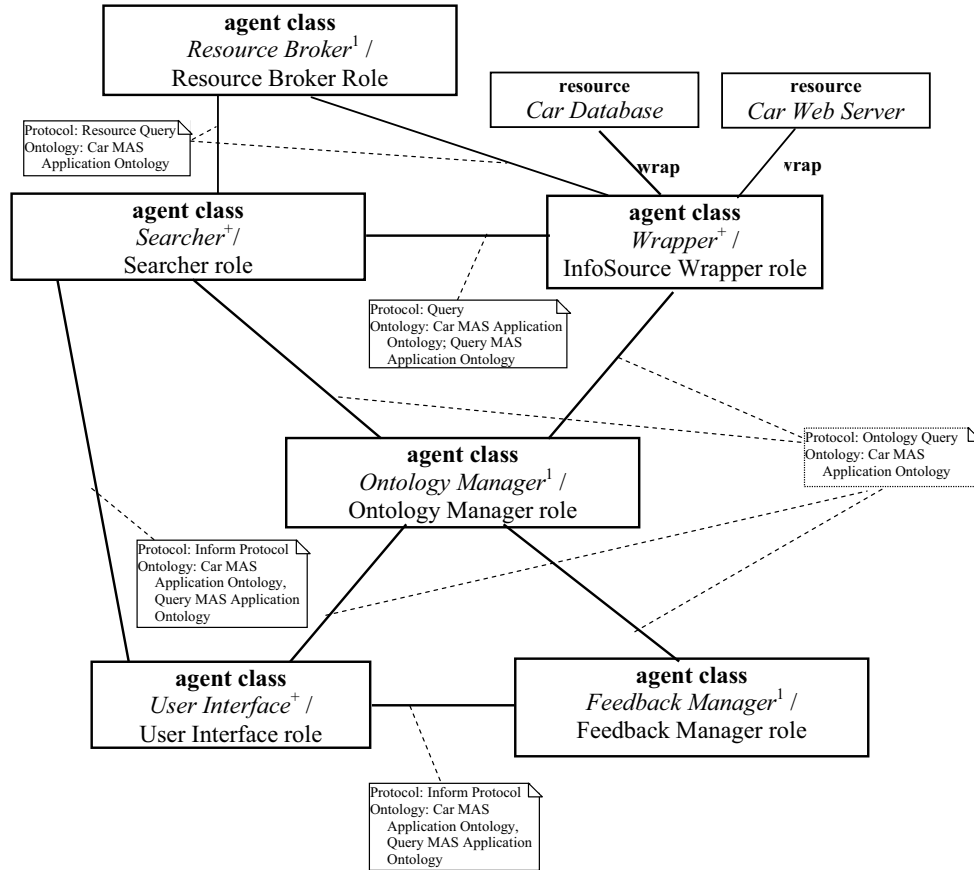 agent class
Resource Broker¹ /
Resource Broker Role
resource
Car Database
resource
Car Web Server
Protocol: Resource Query
Ontology: Car MAS
Application Ontology
wrap
wrap
agent class
Searcher⁺/
Searcher role
agent class
Wrapper⁺ /
InfoSource Wrapper role
Protocol: Query
Ontology: Car MAS Application
Ontology; Query MAS
Application Ontology
Protocol: Ontology Query
Ontology: Car MAS
Application Ontology
agent class
Ontology Manager¹ /
Ontology Manager role
Protocol: Inform Protocol
Ontology: Car MAS
Application Ontology,
Query MAS Application
Ontology
agent class
User Interface⁺ /
User Interface role
agent class
Feedback Manager¹ /
Feedback Manager role
Protocol: Inform Protocol
Ontology: Car MAS
Application Ontology,
Query MAS Application
Ontology